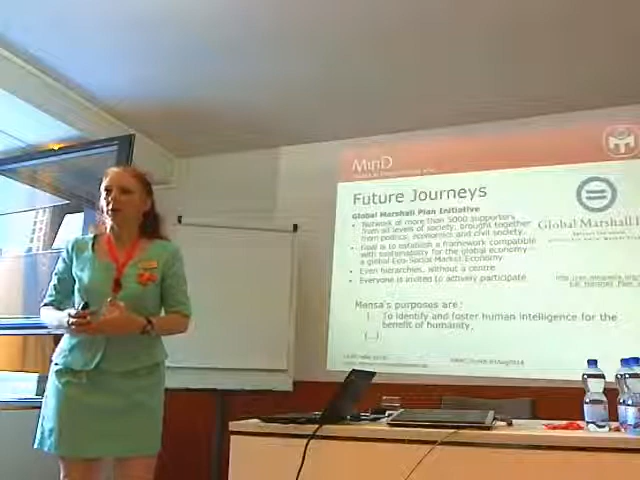 MinD
Future Journeys
Global Marshall Plan Initiative
• Network of more than 5000 supporters
from all levels of society, brought together
from politics, economics and civil society.
• Goal is to establish a framework compatible
with sustainability for the global economy –
a global Eco-Social Market Economy.
• Even hierarchies, without a centre
• Everyone is invited to actively participate.
Global Marshall
Mensa's purposes are:
[…] To identify and foster human intelligence for the
benefit of humanity;
[…]